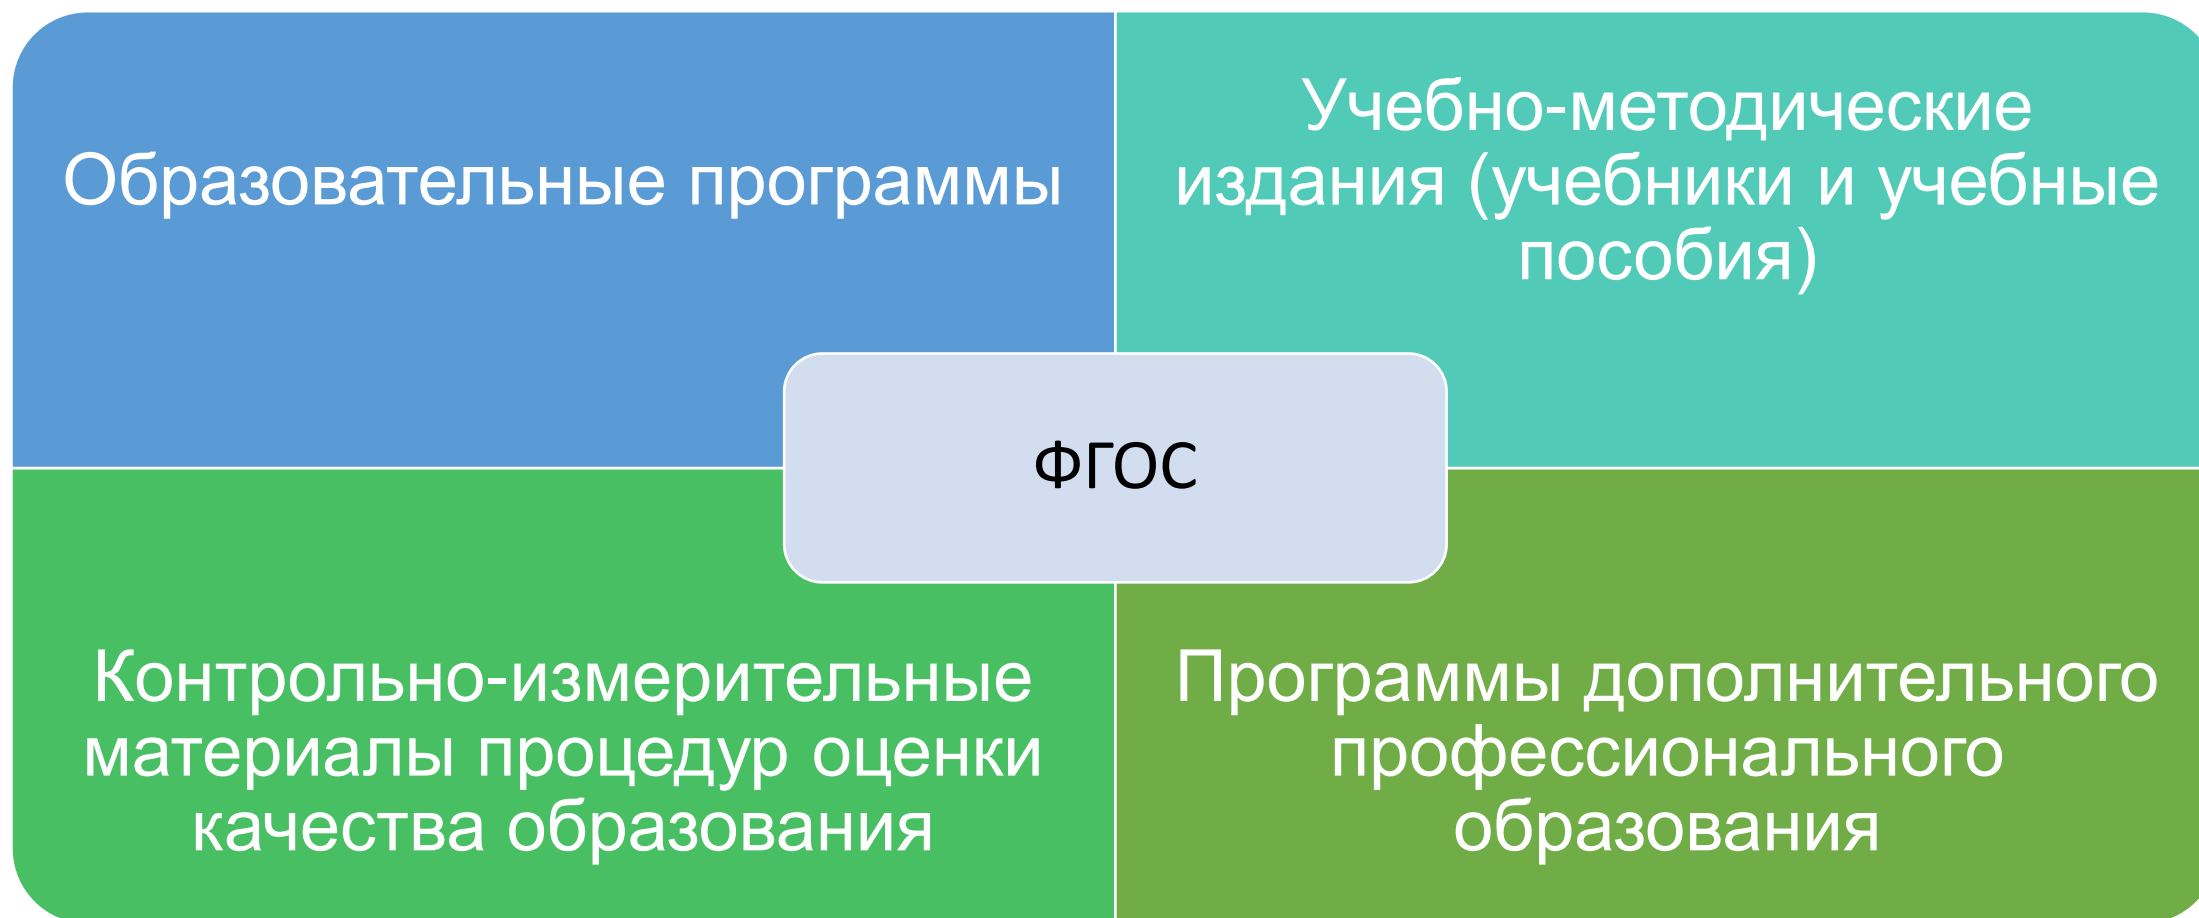 Образовательные программы
Учебно-методические
издания (учебники и учебные
пособия)
ФГОС
Контрольно-измерительные
материалы процедур оценки
качества образования
Программы дополнительного
профессионального
образования